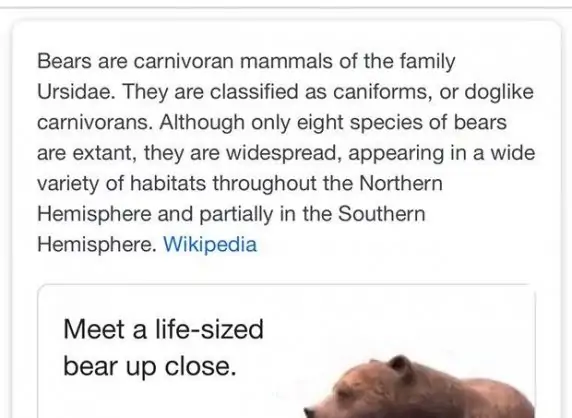 Bears are carnivoran mammals of the family
Ursidae. They are classified as caniforms, or doglike
carnivorans. Although only eight species of bears
are extant, they are widespread, appearing in a wide
variety of habitats throughout the Northern
Hemisphere and partially in the Southern
Hemisphere. Wikipedia
Meet a life-sized
bear up close.